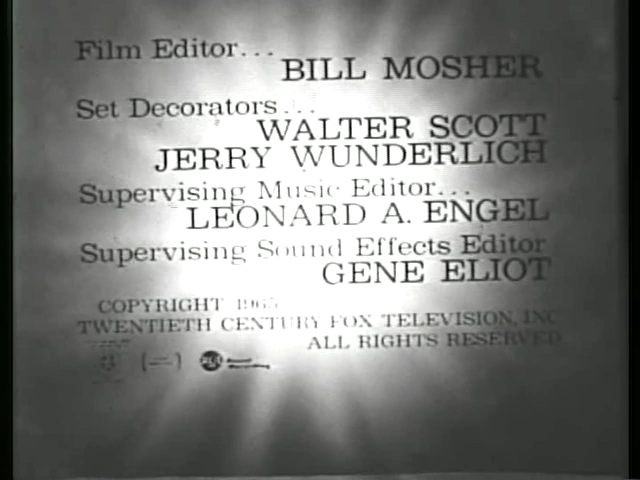 Film Editor...
BILL MOSHER
Set Decorators...
WALTER SCOTT
JERRY WUNDERLICH
Supervising Music Editor...
LEONARD A. ENGEL
Supervising Sound Effects Editor
GENE ELIOT
COPYRIGHT 1965
TWENTIETH CENTURY FOX TELEVISION, INC
ALL RIGHTS RESERVED